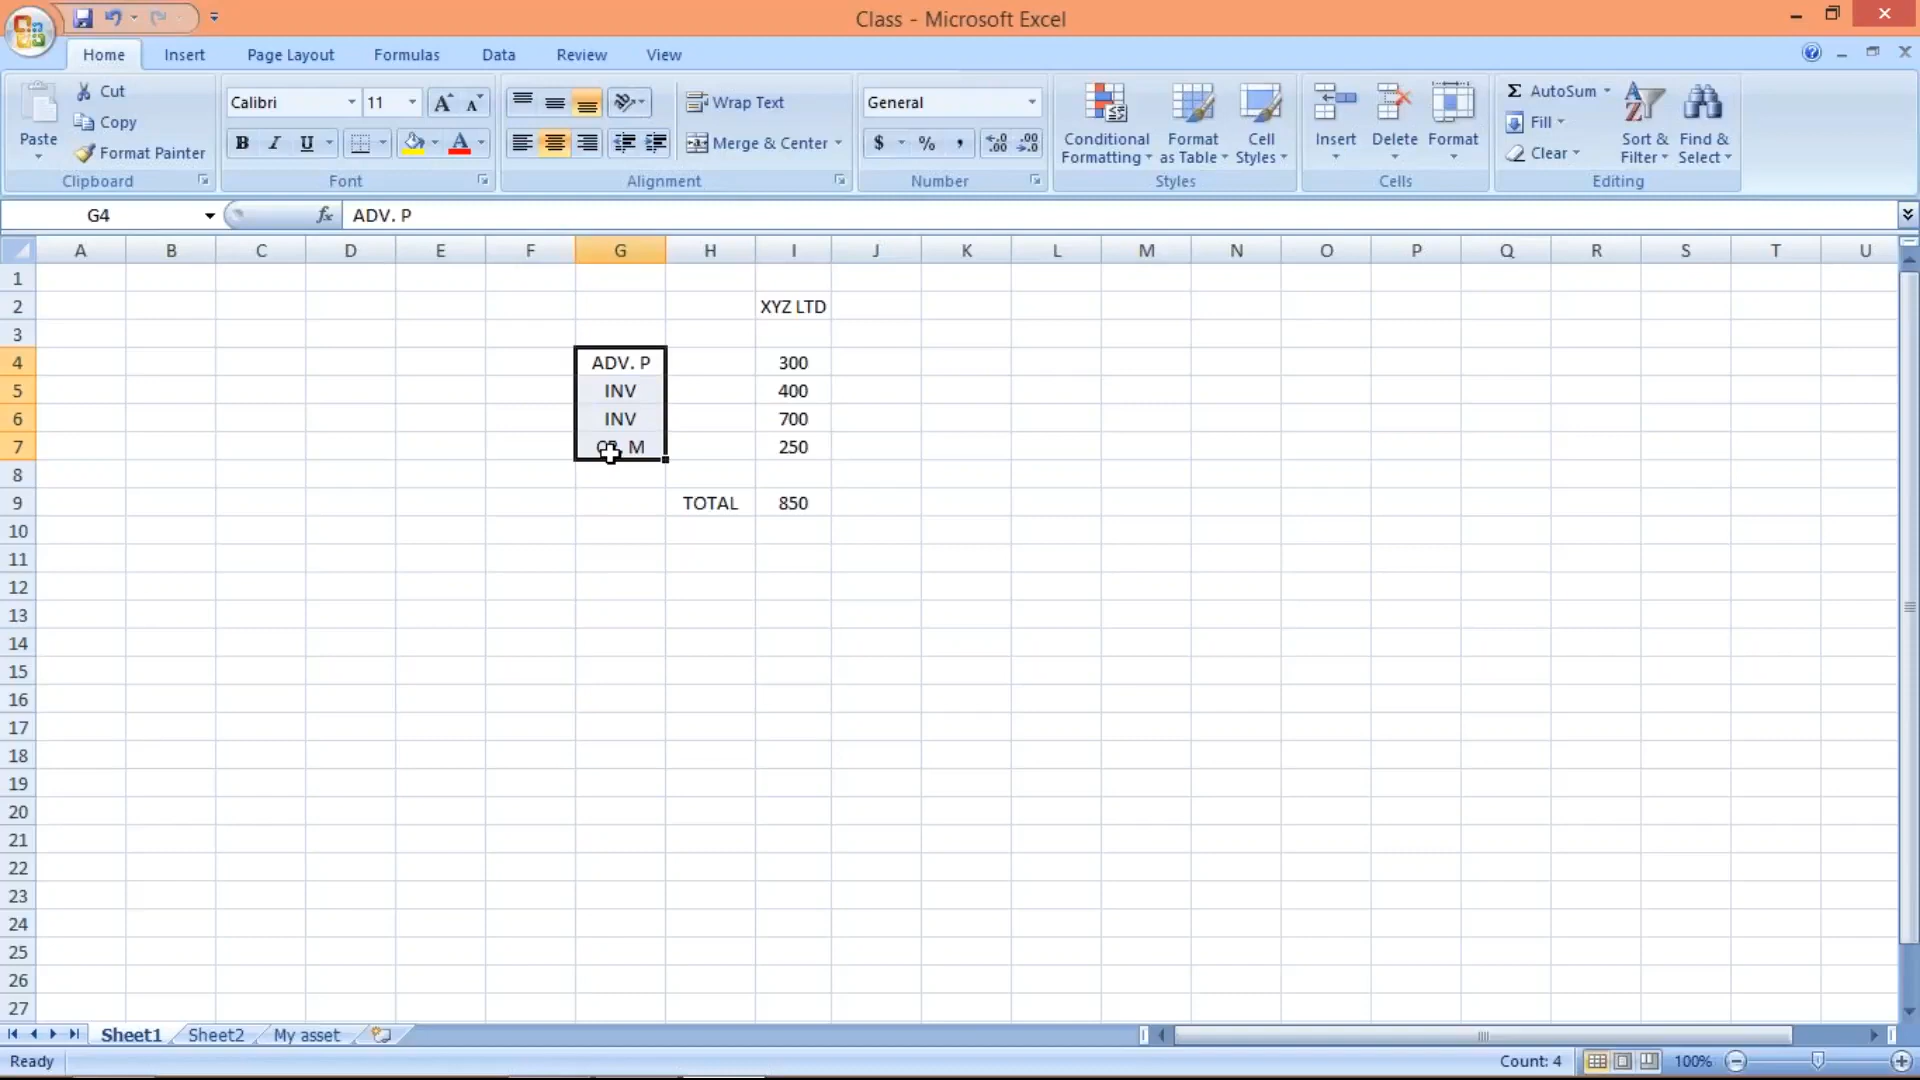 Class - Microsoft Excel
Home Insert Page Layout Formulas Data Review View
Paste
Cut
Copy
Format Painter
Clipboard
Calibri 11
B I U
Font
Wrap Text
Merge & Center
Alignment
General
$ % ,
Number
Conditional Formatting
Format as Table
Cell Styles
Styles
Insert Delete Format
Cells
Σ AutoSum
Fill
Clear
Sort & Filter
Find & Select
Editing
G4 fx ADV. P
A B C D E F G H I J K L M N O P Q R S T U
1
2 XYZ LTD
3
4 ADV. P 300
5 INV 400
6 INV 700
7 M 250
8
9 TOTAL 850
10
11
12
13
14
15
16
17
18
19
20
21
22
23
24
25
26
27
Sheet1 Sheet2 My asset
Ready Count: 4 100%